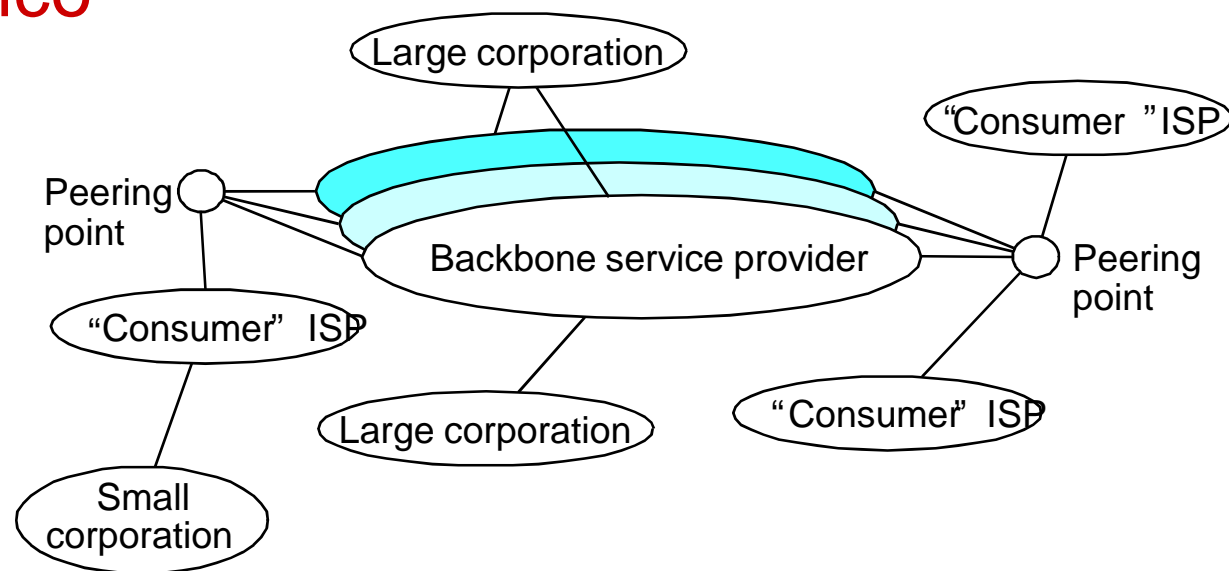 Large corporation
“Consumer ” ISP
Peering
point
Backbone service provider
Peering
point
“Consumer” ISP
Large corporation
“Consumer” ISP
Small
corporation